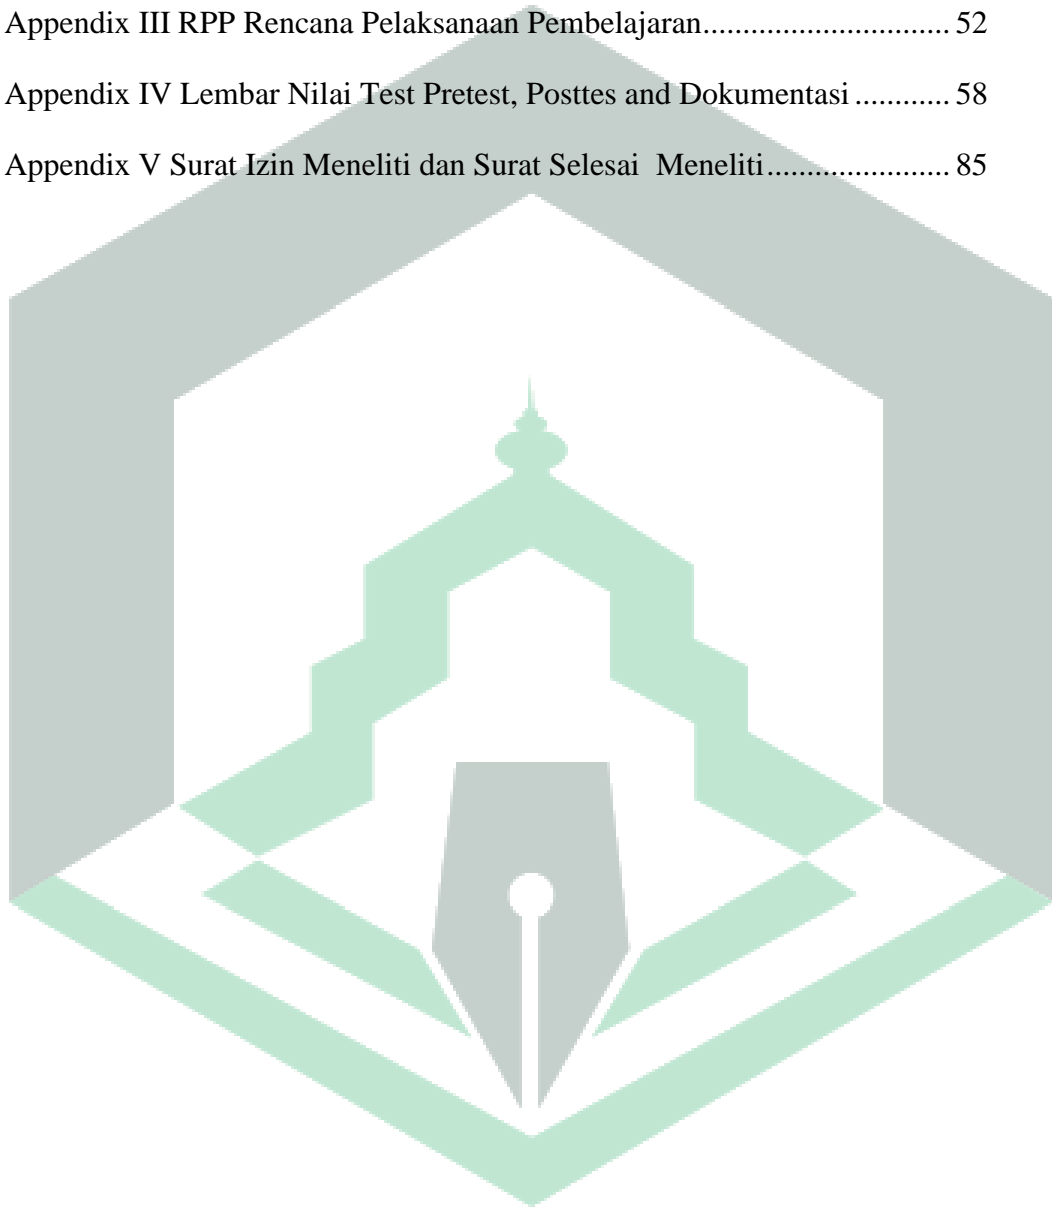 Appendix III RPP Rencana Pelaksanaan Pembelajaran............................... 52
Appendix IV Lembar Nilai Test Pretest, Posttes and Dokumentasi ............ 58
Appendix V Surat Izin Meneliti dan Surat Selesai  Meneliti....................... 85